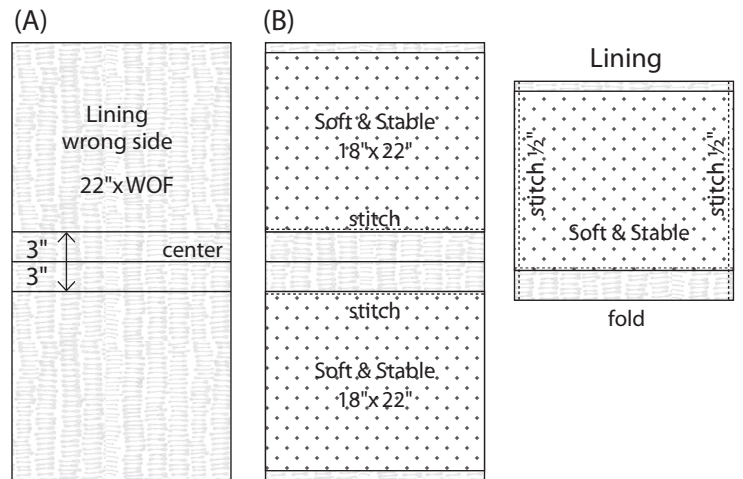 (A)
Lining
wrong side
22"x WOF
3"
center
3"
(B)
Soft & Stable
18"x 22"
stitch
stitch
Soft & Stable
18"x 22"
Lining
stitch ½"
stitch ½"
Soft & Stable
fold